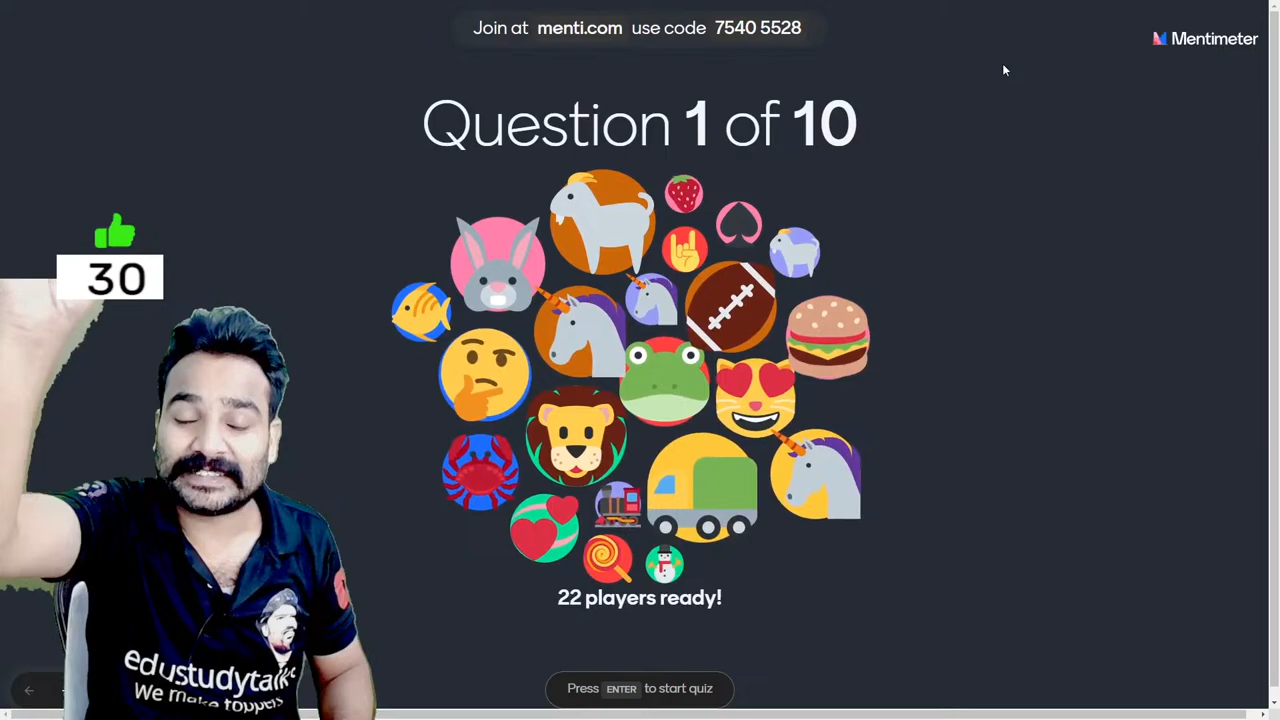 Join at menti.com use code 7540 5528
Mentimeter
Question 1 of 10
30
22 players ready!
edustudytalk
We make toppers
Press ENTER to start quiz